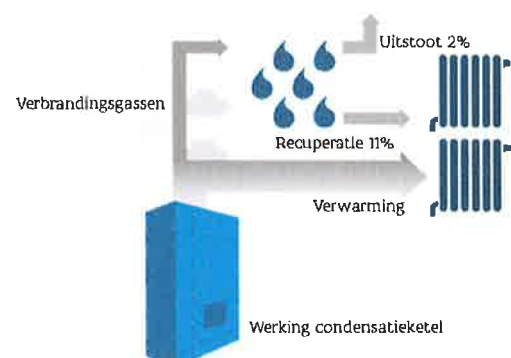 Uitstoot 2%
Verbrandingsgassen
Recuperatie 11%
Verwarming
Werking condensatieketel